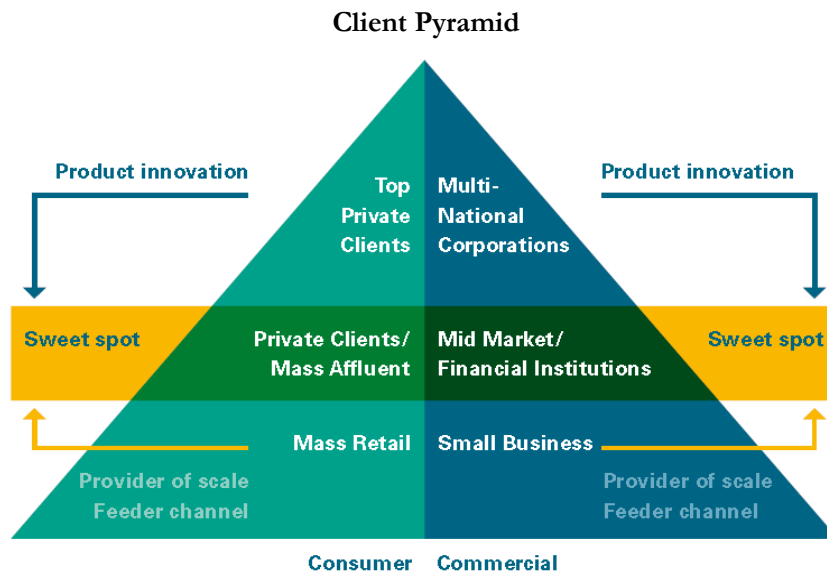 Client Pyramid
Product innovation
Product innovation
Top
Private
Clients
Multi-
National
Corporations
Sweet spot
Private Clients/
Mass Affluent
Mid Market/
Financial Institutions
Sweet spot
Mass Retail
Small Business
Provider of scale
Feeder channel
Provider of scale
Feeder channel
Consumer
Commercial